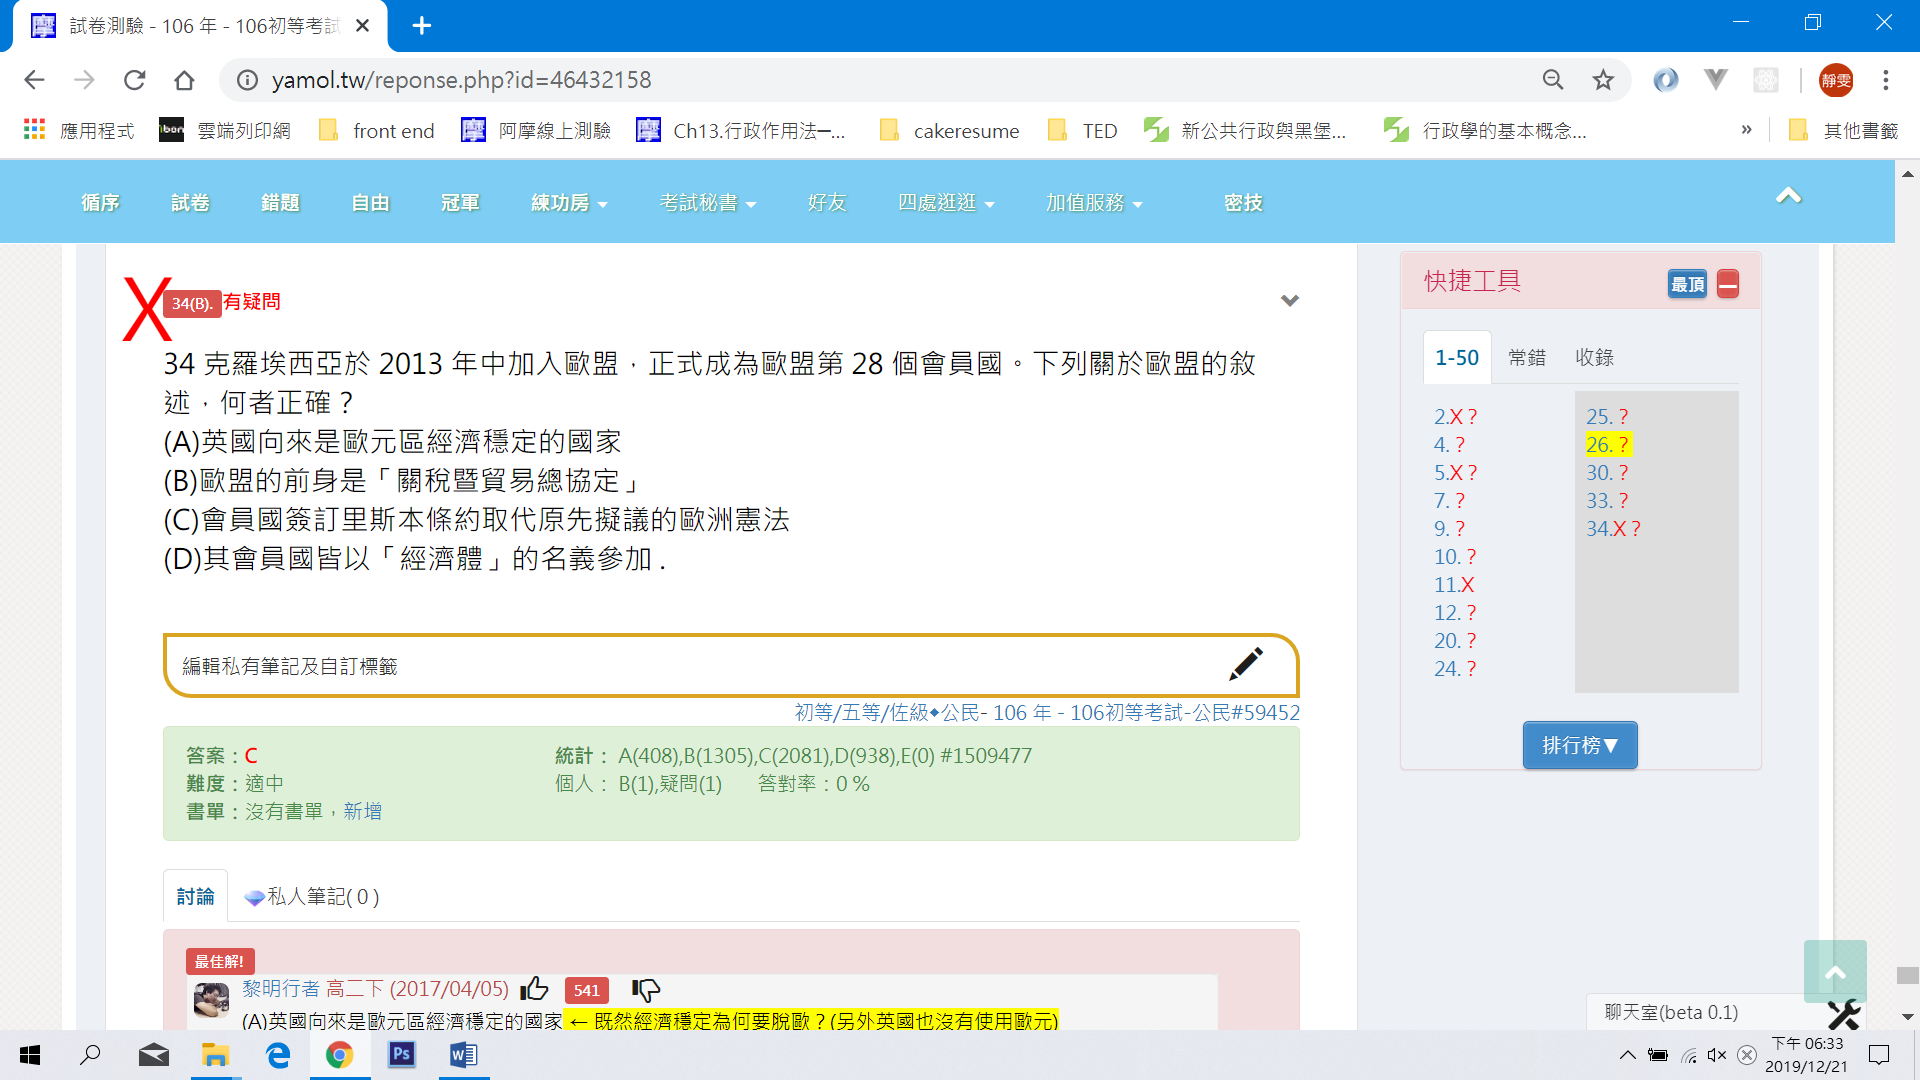 試卷測驗 - 106 年 - 106初等考試
yamol.tw/reponse.php?id=46432158
靜雯
應用程式 ibon 雲端列印網 front end 阿摩線上測驗 Ch13.行政作用法─... cakeresume TED 新公共行政與黑堡... 行政學的基本概念... » 其他書籤
循序 試卷 錯題 自由 冠軍 練功房 考試秘書 好友 四處逛逛 加值服務 密技
X 34(B). 有疑問
34 克羅埃西亞於 2013 年中加入歐盟，正式成為歐盟第 28 個會員國。下列關於歐盟的敘
述，何者正確？
(A)英國向來是歐元區經濟穩定的國家
(B)歐盟的前身是「關稅暨貿易總協定」
(C)會員國簽訂里斯本條約取代原先擬議的歐洲憲法
(D)其會員國皆以「經濟體」的名義參加 .
編輯私有筆記及自訂標籤
初等/五等/佐級◆公民- 106 年 - 106初等考試-公民#59452
答案：C
難度：適中
書單：沒有書單，新增
統計： A(408),B(1305),C(2081),D(938),E(0) #1509477
個人： B(1),疑問(1) 答對率：0 %
討論 私人筆記( 0 )
最佳解!
黎明行者 高二下 (2017/04/05) 541
(A)英國向來是歐元區經濟穩定的國家 ← 既然經濟穩定為何要脫歐？(另外英國也沒有使用歐元)
快捷工具 最頂
1-50 常錯 收錄
2.X ?
4. ?
5.X ?
7. ?
9. ?
10. ?
11.X
12. ?
20. ?
24. ?
25. ?
26. ?
30. ?
33. ?
34.X ?
排行榜▼
聊天室(beta 0.1)
Ps
下午 06:33
2019/12/21